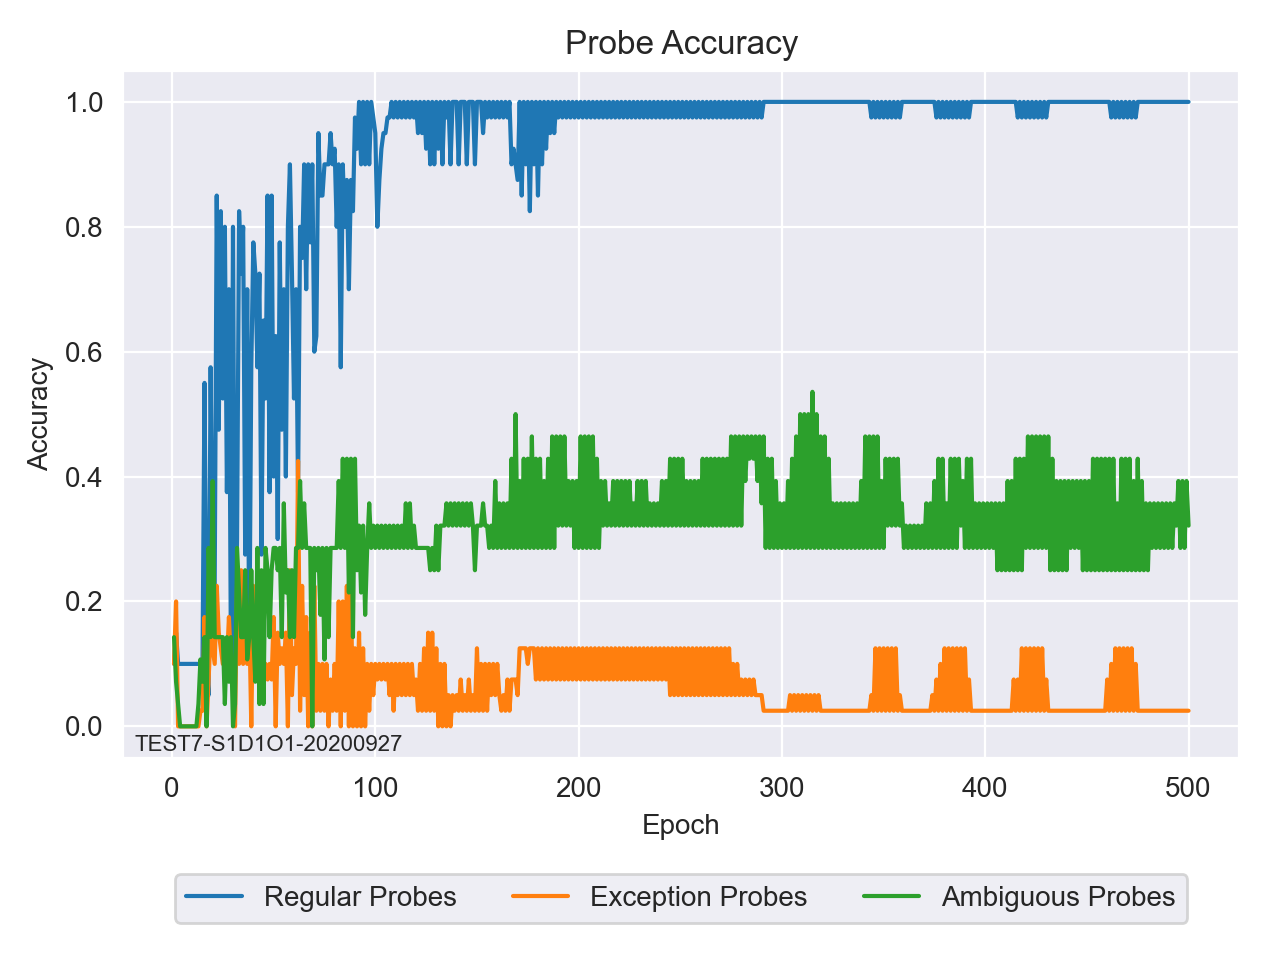 Probe Accuracy
1.0
0.8
0.6
0.4
0.2
0.0
Accuracy
TEST7-S1D1O1-20200927
0 100 200 300 400 500
Epoch
Regular Probes Exception Probes Ambiguous Probes